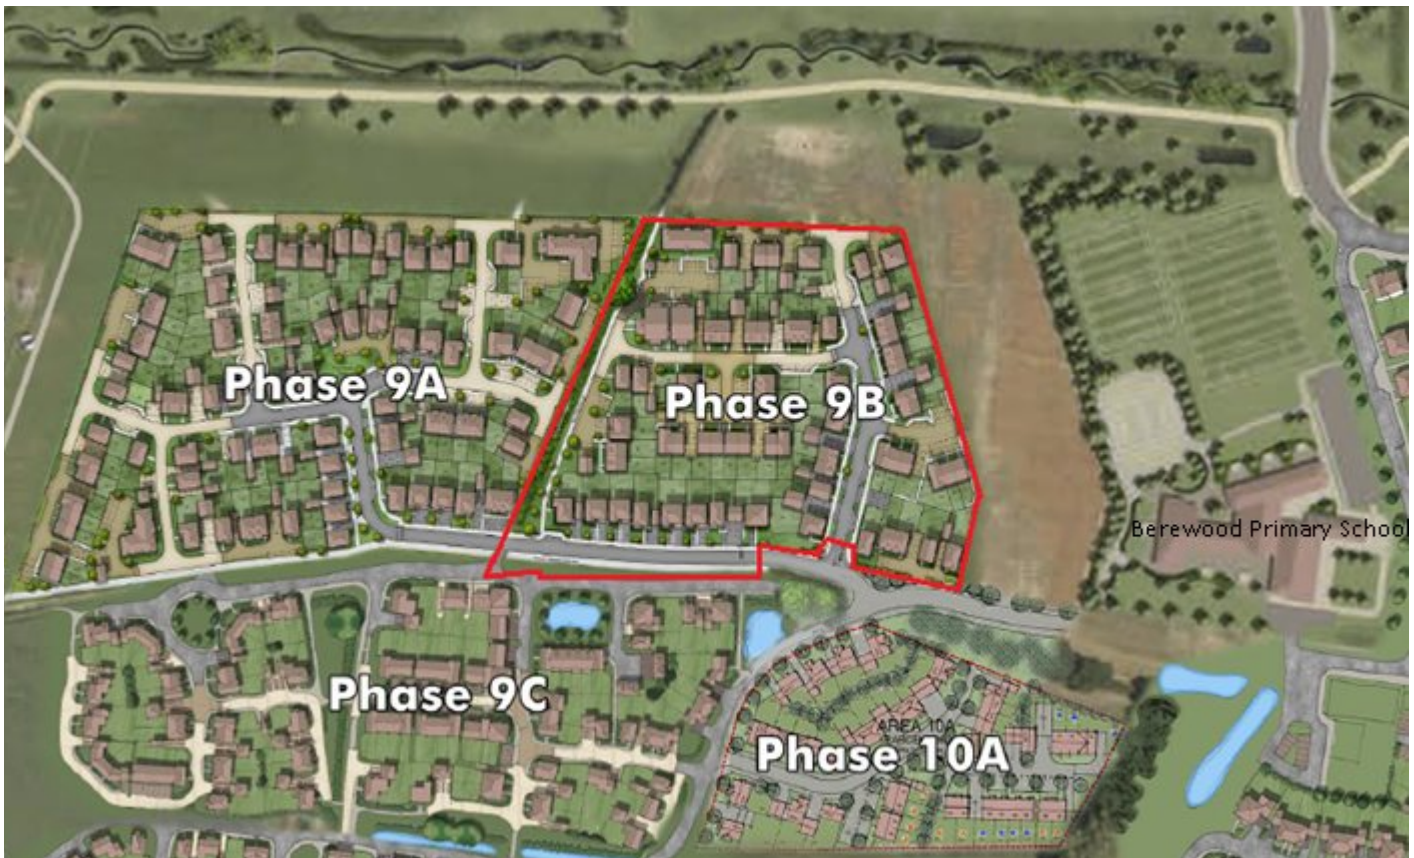 Phase 9A
Phase 9B
Berewood Primary School
Phase 9C
AREA 10A
Phase 10A